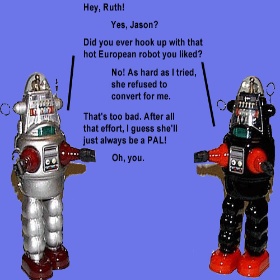 Hey, Ruth!
Yes, Jason?
Did you ever hook up with that
hot European robot you liked?
No! As hard as I tried,
she refused to
convert for me.
That's too bad. After all
that effort, I guess she'll
just always be a PAL!
Oh, you.